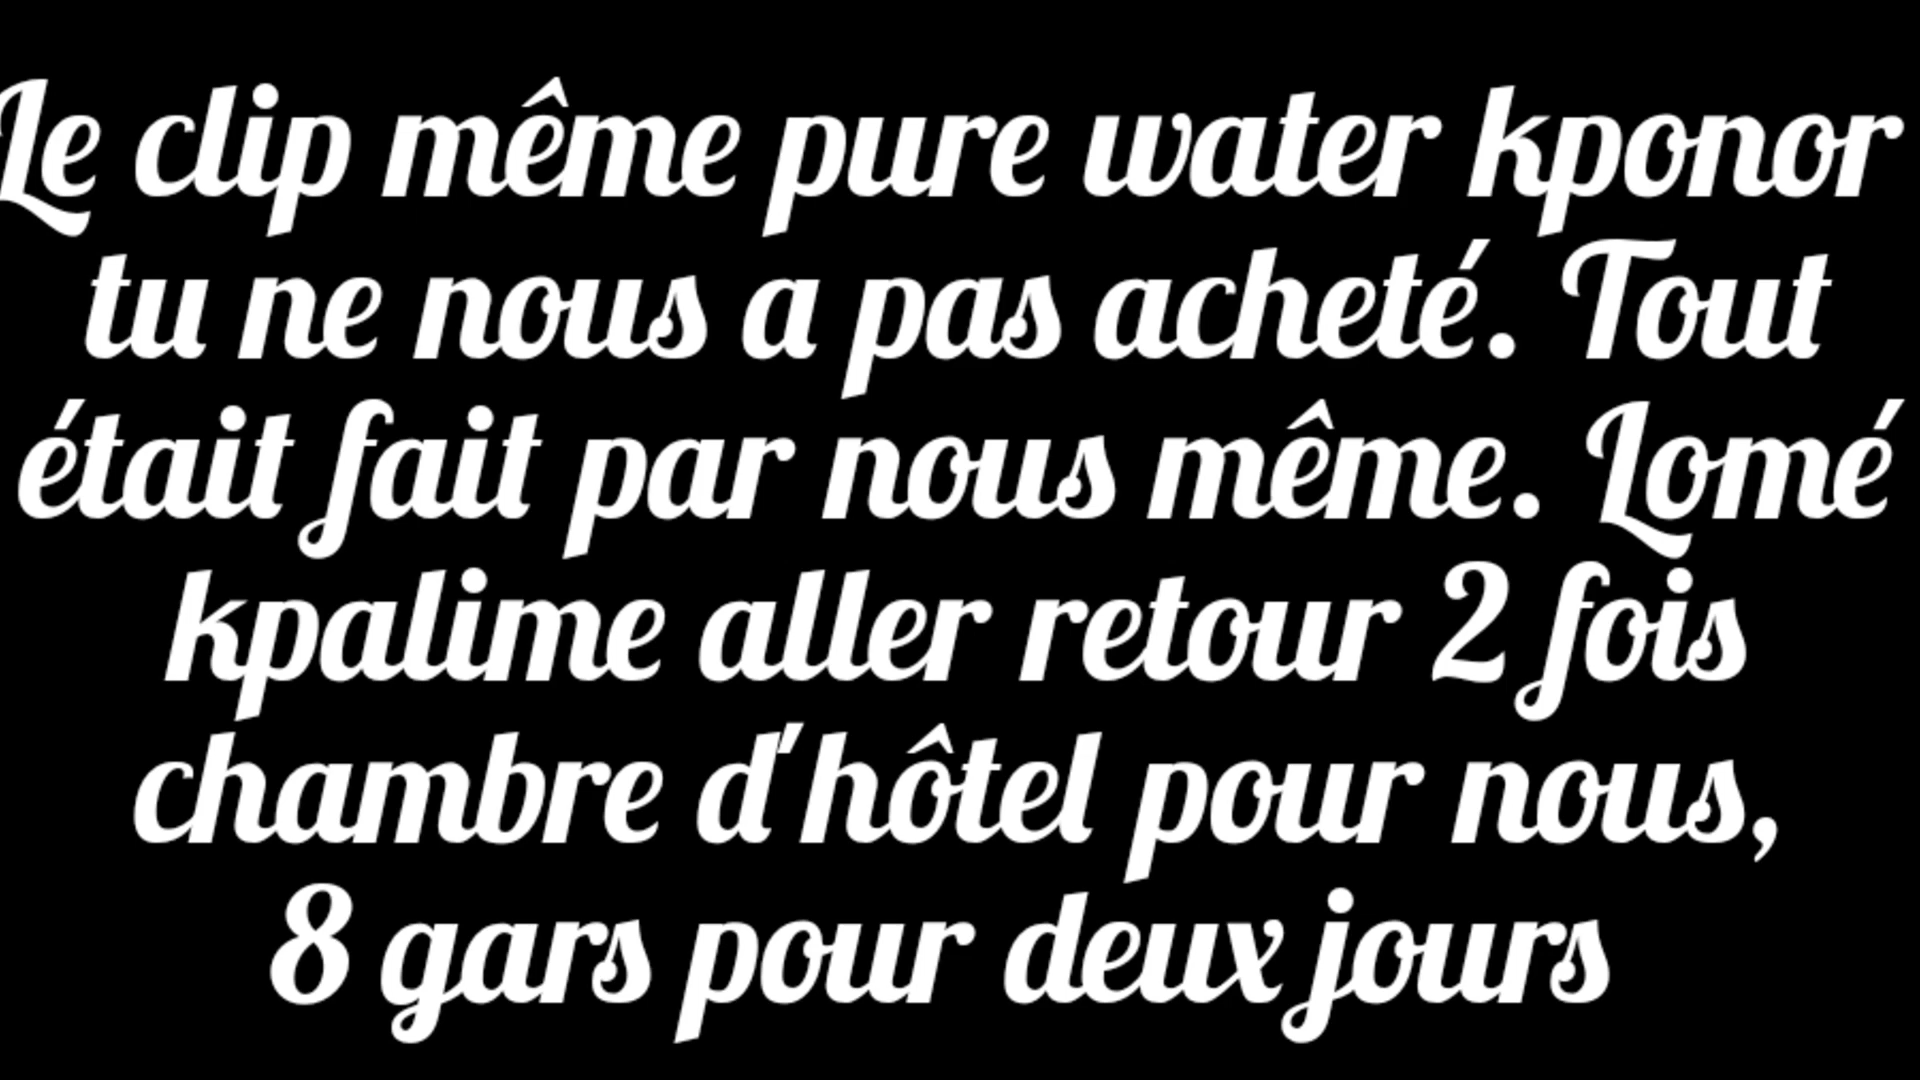 Le clip même pure water kponor
tu ne nous a pas acheté. Tout
était fait par nous même. Lomé
kpalime aller retour 2 fois
chambre d'hôtel pour nous,
8 gars pour deux jours